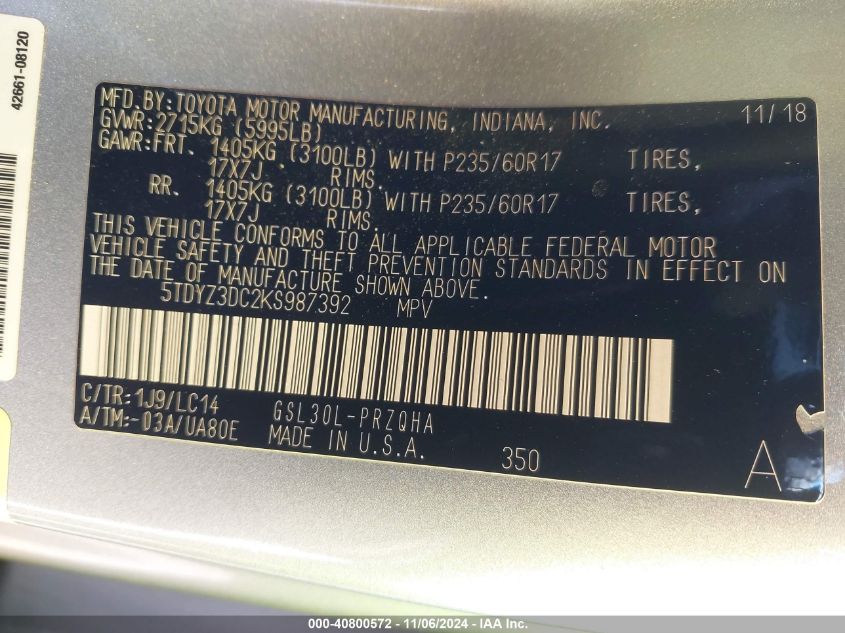 42661-08120
MFD.BY:TOYOTA MOTOR MANUFACTURING, INDIANA, INC. 11/18
GVWR:2715KG (5995LB)
GAWR:FRT. 1405KG (3100LB) WITH P235/60R17 TIRES,
17X7J RIMS.
RR. 1405KG (3100LB) WITH P235/60R17 TIRES,
17X7J RIMS.
THIS VEHICLE CONFORMS TO ALL APPLICABLE FEDERAL MOTOR
VEHICLE SAFETY AND THEFT PREVENTION STANDARDS IN EFFECT ON
THE DATE OF MANUFACTURE SHOWN ABOVE.
5TDYZ3DC2KS987392 MPV
C/TR:1J9/LC14 GSL30L-PRZQHA
A/TM:-03A/UA80E MADE IN U.S.A. 350 A
000-40800572 — 11/06/2024 — IAA Inc.